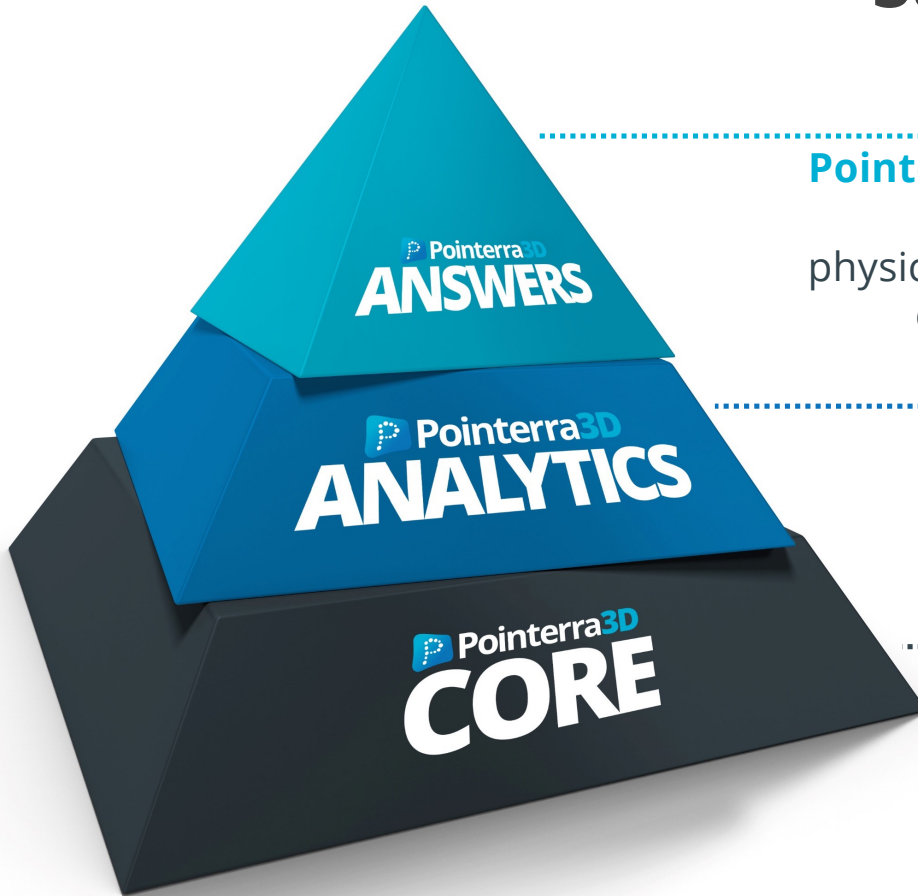 Point
physic
Pointerra3D
ANSWERS
Pointerra3D
ANALYTICS
Pointerra3D
CORE